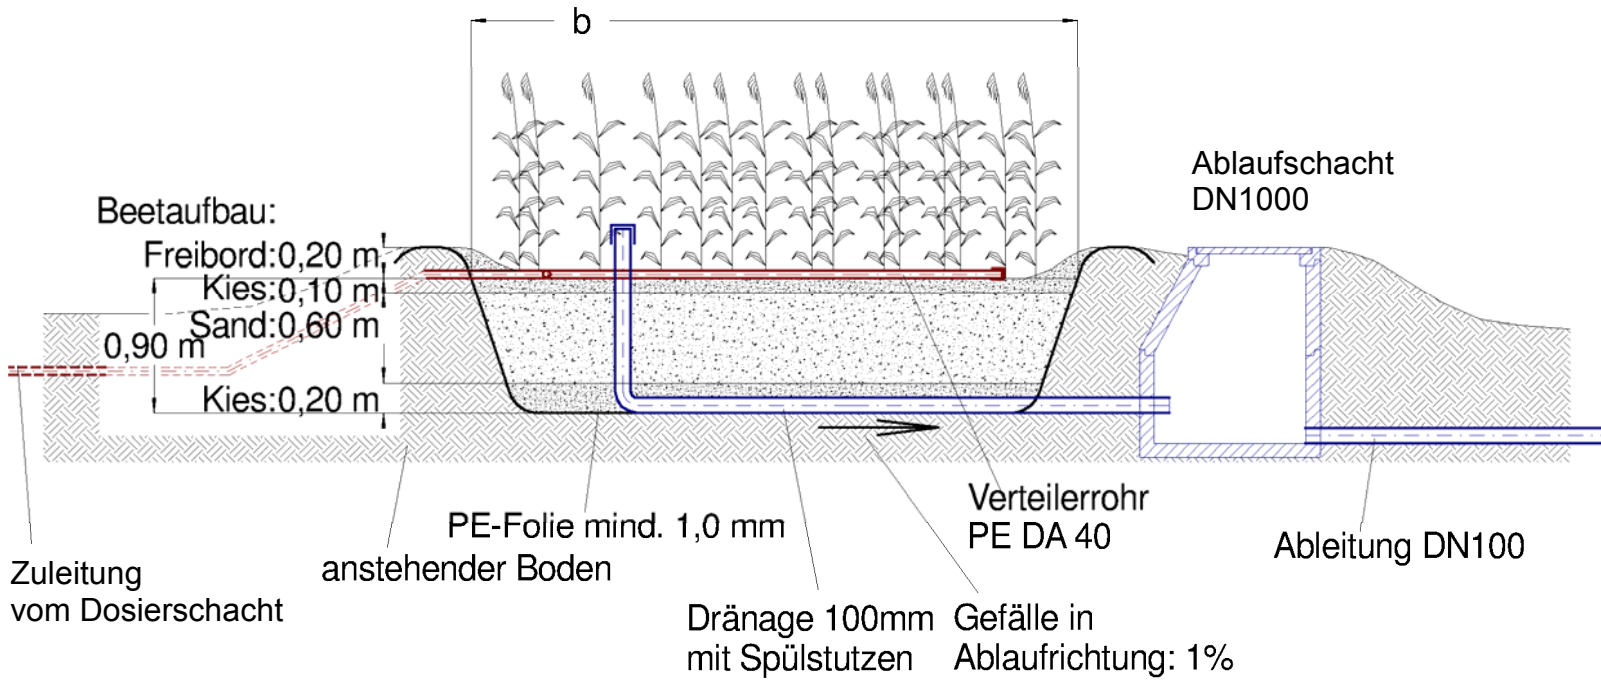 b
Ablaufschacht
DN1000
Beetaufbau:
Freibord:0,20 m
Kies:0,10 m
Sand:0,60 m
0,90 m
Kies:0,20 m
Verteilerrohr
PE DA 40
PE-Folie mind. 1,0 mm
Ableitung DN100
anstehender Boden
Zuleitung
vom Dosierschacht
Dränage 100mm
mit Spülstutzen
Gefälle in
Ablaufrichtung: 1%